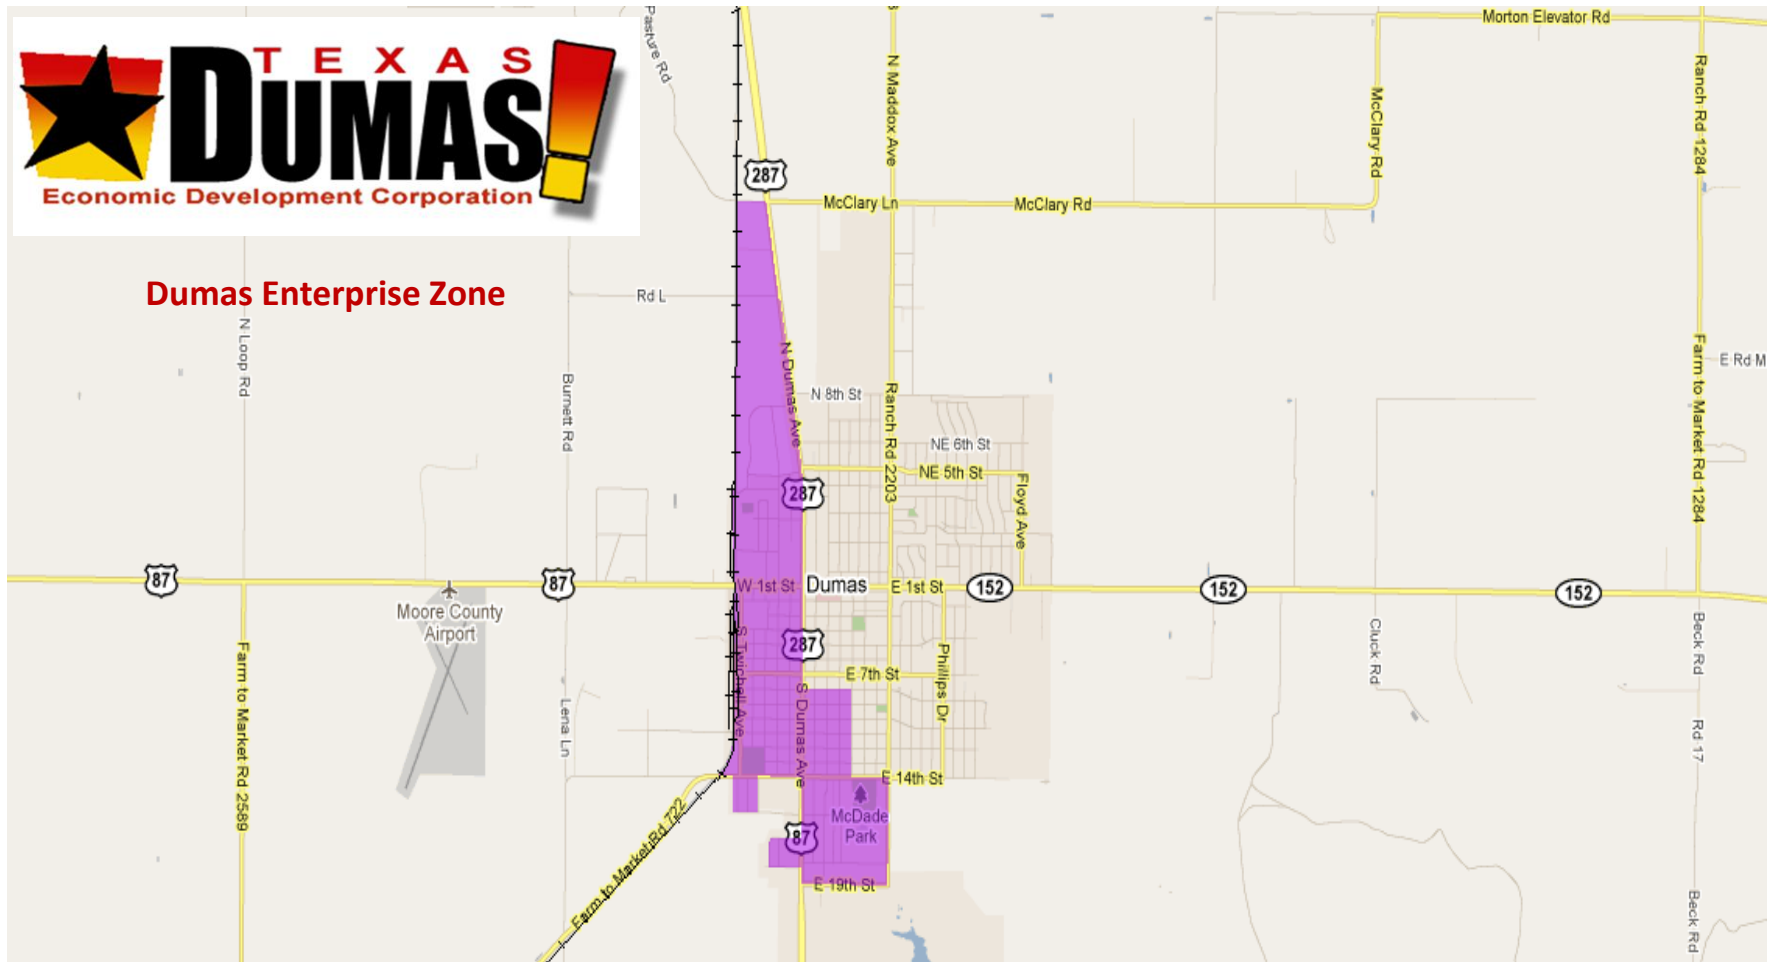 TEXAS
DUMAS!
Economic Development Corporation
Dumas Enterprise Zone
Pasture Rd
N Maddox Ave
Morton Elevator Rd
Ranch Rd 1284
McClary Rd
287
McClary Ln
McClary Rd
Rd L
N Loop Rd
Burnett Rd
N Dumas Ave
N 8th St
Ranch Rd 2203
Farm to Market Rd 1284
E Rd M
NE 6th St
NE 5th St
287
Floyd Ave
87
87
W 1st St
Dumas
E 1st St
152
152
152
Moore County
Airport
S Twichell Ave
287
E 7th St
Phillips Dr
Cluck Rd
Beck Rd
Farm to Market Rd 2589
Lena Ln
S Dumas Ave
Rd 17
E 14th St
McDade
Park
87
Farm to Market Rd 722
E 19th St
Beck Rd